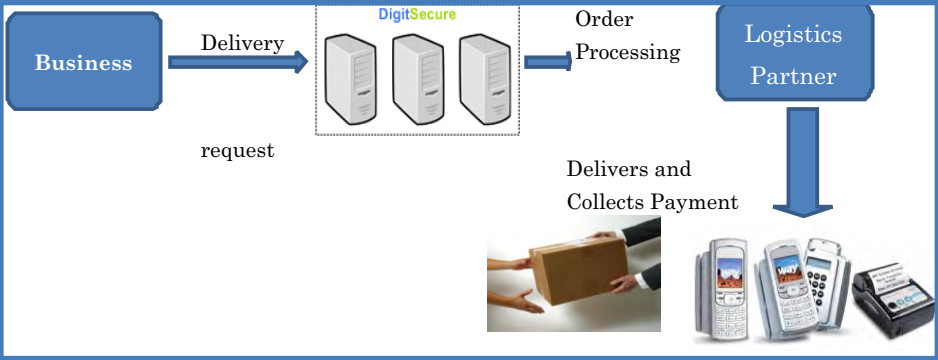 Business
Delivery
request
DigitSecure
Order
Processing
Logistics
Partner
Delivers and
Collects Payment